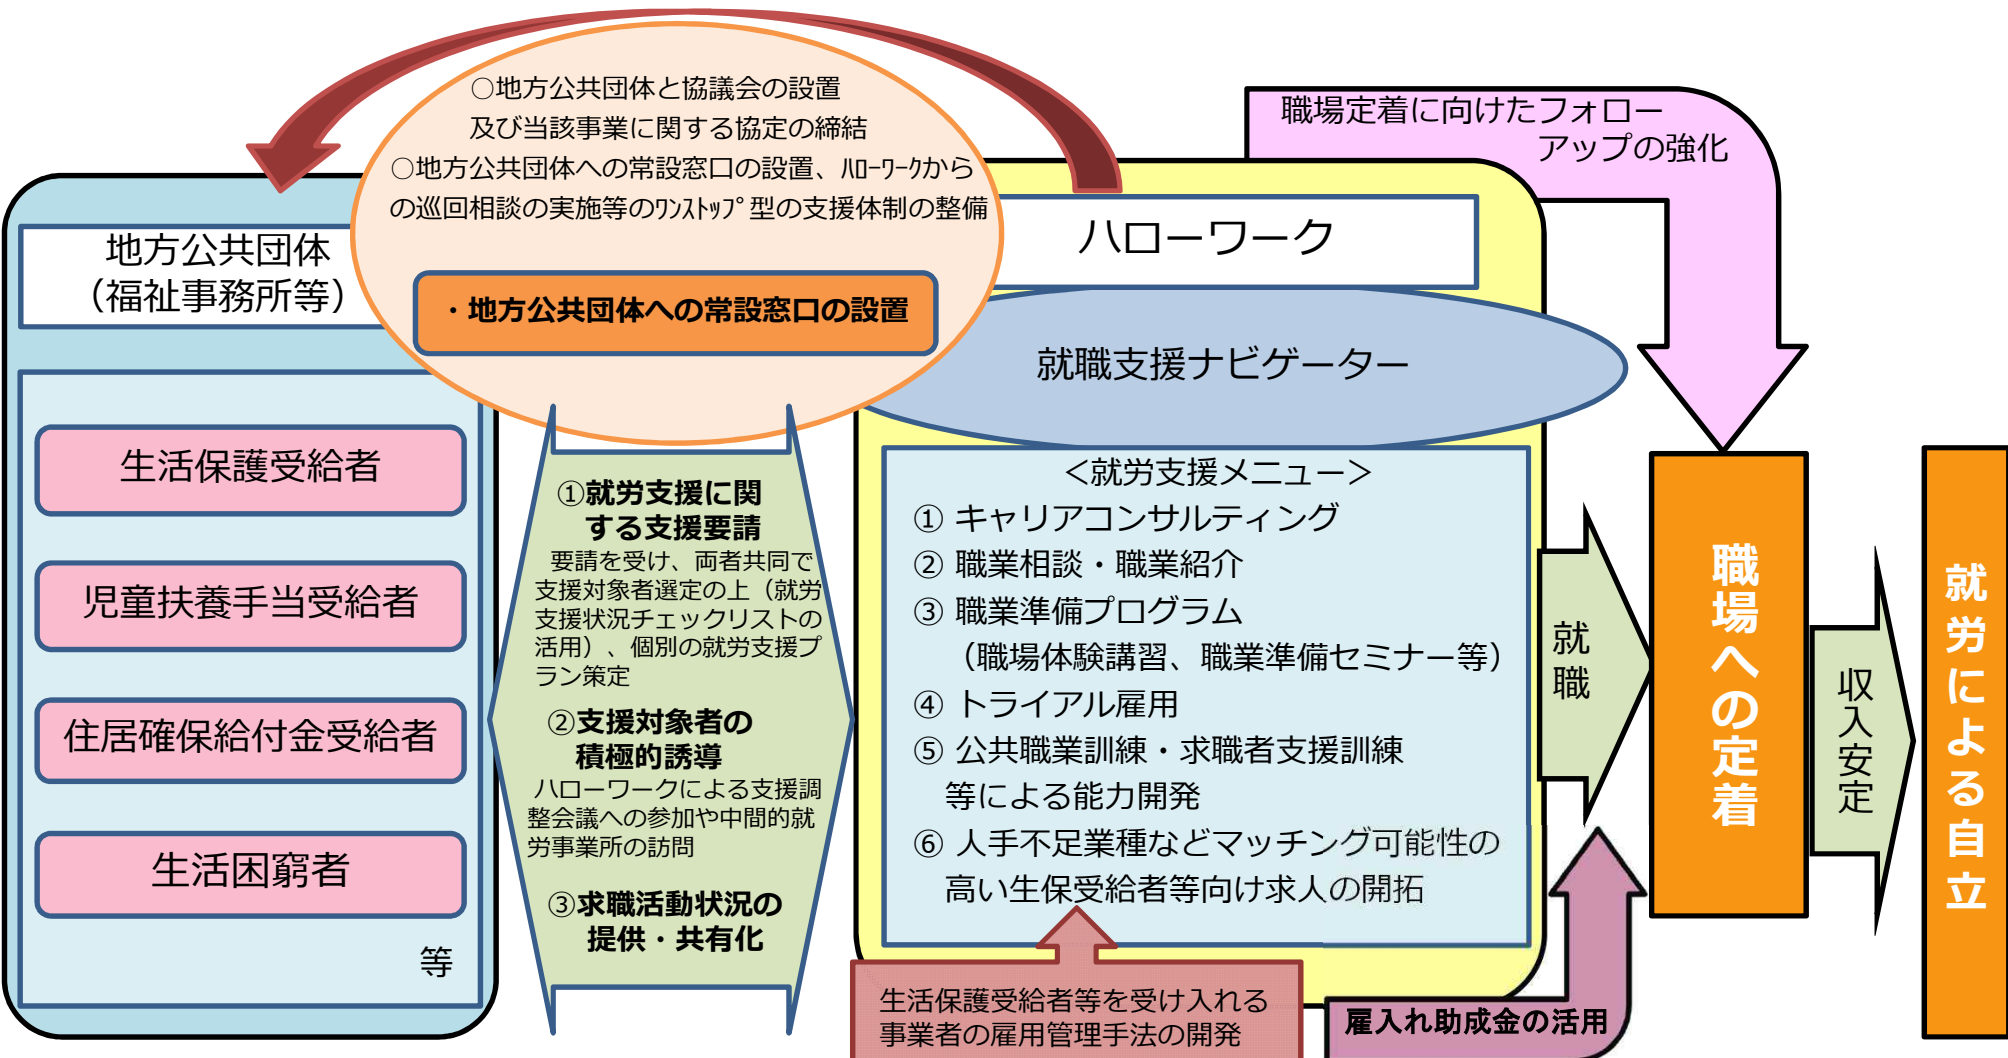 ○地方公共団体と協議会の設置
及び当該事業に関する協定の締結
○地方公共団体への常設窓口の設置、ﾊﾛｰﾜｰｸから
の巡回相談の実施等のﾜﾝｽﾄｯﾌﾟ型の支援体制の整備
・地方公共団体への常設窓口の設置
職場定着に向けたフォロー
アップの強化
地方公共団体
（福祉事務所等）
生活保護受給者
児童扶養手当受給者
住居確保給付金受給者
生活困窮者
等
①就労支援に関
する支援要請
要請を受け、両者共同で
支援対象者選定の上（就労
支援状況チェックリストの
活用）、個別の就労支援プ
ラン策定
②支援対象者の
積極的誘導
ハローワークによる支援調
整会議への参加や中間的就
労事業所の訪問
③求職活動状況の
提供・共有化
ハローワーク
就職支援ナビゲーター
＜就労支援メニュー＞
① キャリアコンサルティング
② 職業相談・職業紹介
③ 職業準備プログラム
（職場体験講習、職業準備セミナー等）
④ トライアル雇用
⑤ 公共職業訓練・求職者支援訓練
等による能力開発
⑥ 人手不足業種などマッチング可能性の
高い生保受給者等向け求人の開拓
生活保護受給者等を受け入れる
事業者の雇用管理手法の開発
雇入れ助成金の活用
就職
職場への定着
収入安定
就労による自立